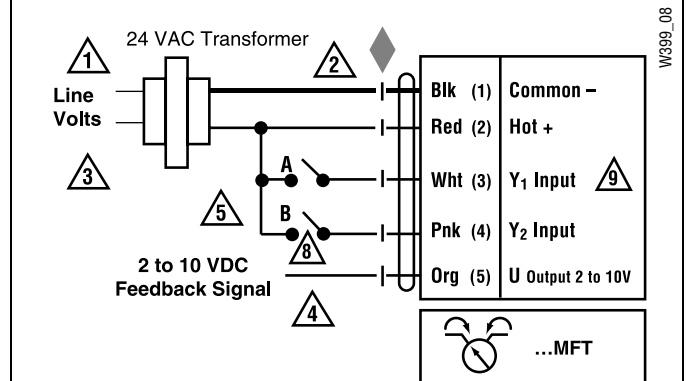 W399_08
24 VAC Transformer
1
2
Line
Volts
Blk (1) Common –
Red (2) Hot +
3
A
Wht (3) Y₁ Input
9
5
B
Pnk (4) Y₂ Input
8
2 to 10 VDC
Feedback Signal
Org (5) U Output 2 to 10V
4
...MFT